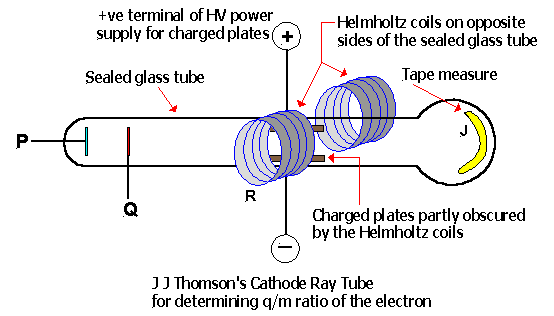 +ve terminal of HV power
supply for charged plates
+
Helmholtz coils on opposite
sides of the sealed glass tube
Sealed glass tube
Tape measure
J
P
Q
R
Charged plates partly obscured
by the Helmholtz coils
−
J J Thomson's Cathode Ray Tube
for determining q/m ratio of the electron